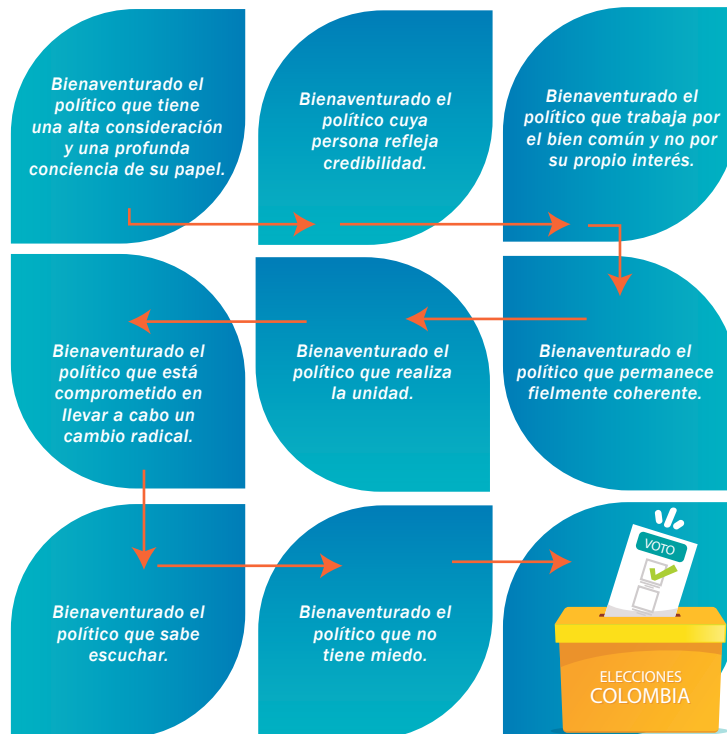 Bienaventurado el
político que tiene
una alta consideración
y una profunda
conciencia de su papel.
Bienaventurado el
político cuya
persona refleja
credibilidad.
Bienaventurado el
político que trabaja por
el bien común y no por
su propio interés.
Bienaventurado el
político que permanece
fielmente coherente.
Bienaventurado el
político que realiza
la unidad.
Bienaventurado el
político que está
comprometido en
llevar a cabo un
cambio radical.
Bienaventurado el
político que sabe
escuchar.
Bienaventurado el
político que no
tiene miedo.
VOTO
ELECCIONES
COLOMBIA